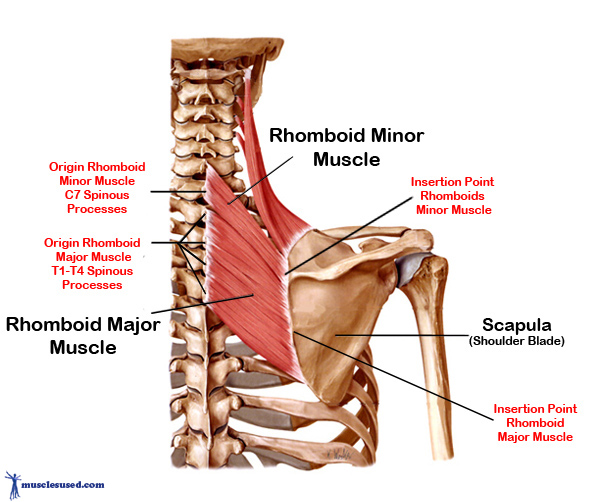 Rhomboid Minor
Muscle
Origin Rhomboid
Minor Muscle
C7 Spinous
Processes
Insertion Point
Rhomboids
Minor Muscle
Origin Rhomboid
Major Muscle
T1-T4 Spinous
Processes
Rhomboid Major
Muscle
Scapula
(Shoulder Blade)
Insertion Point
Rhomboid
Major Muscle
musclesused.com